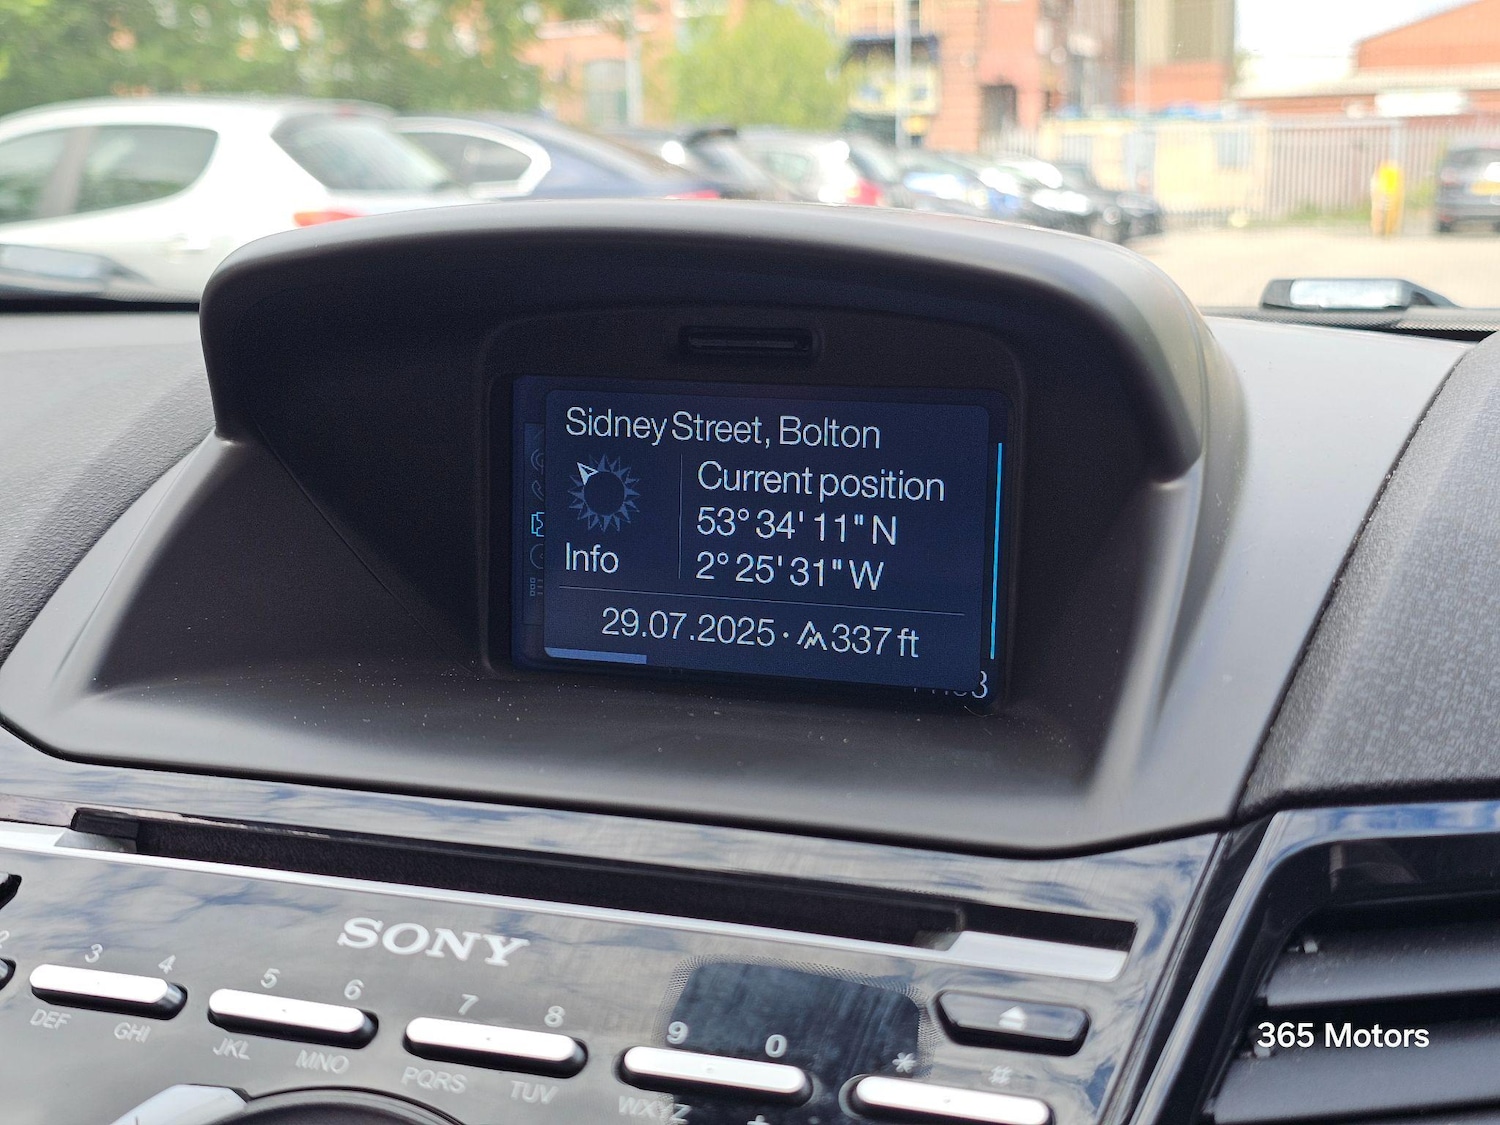 Sidney Street, Bolton
Current position
53° 34' 11" N
2° 25' 31" W
Info
29.07.2025 · 337 ft
SONY
2 3 4 5 6 7 8 9 0 * #
DEF GHI JKL MNO PQRS TUV WXYZ +
365 Motors